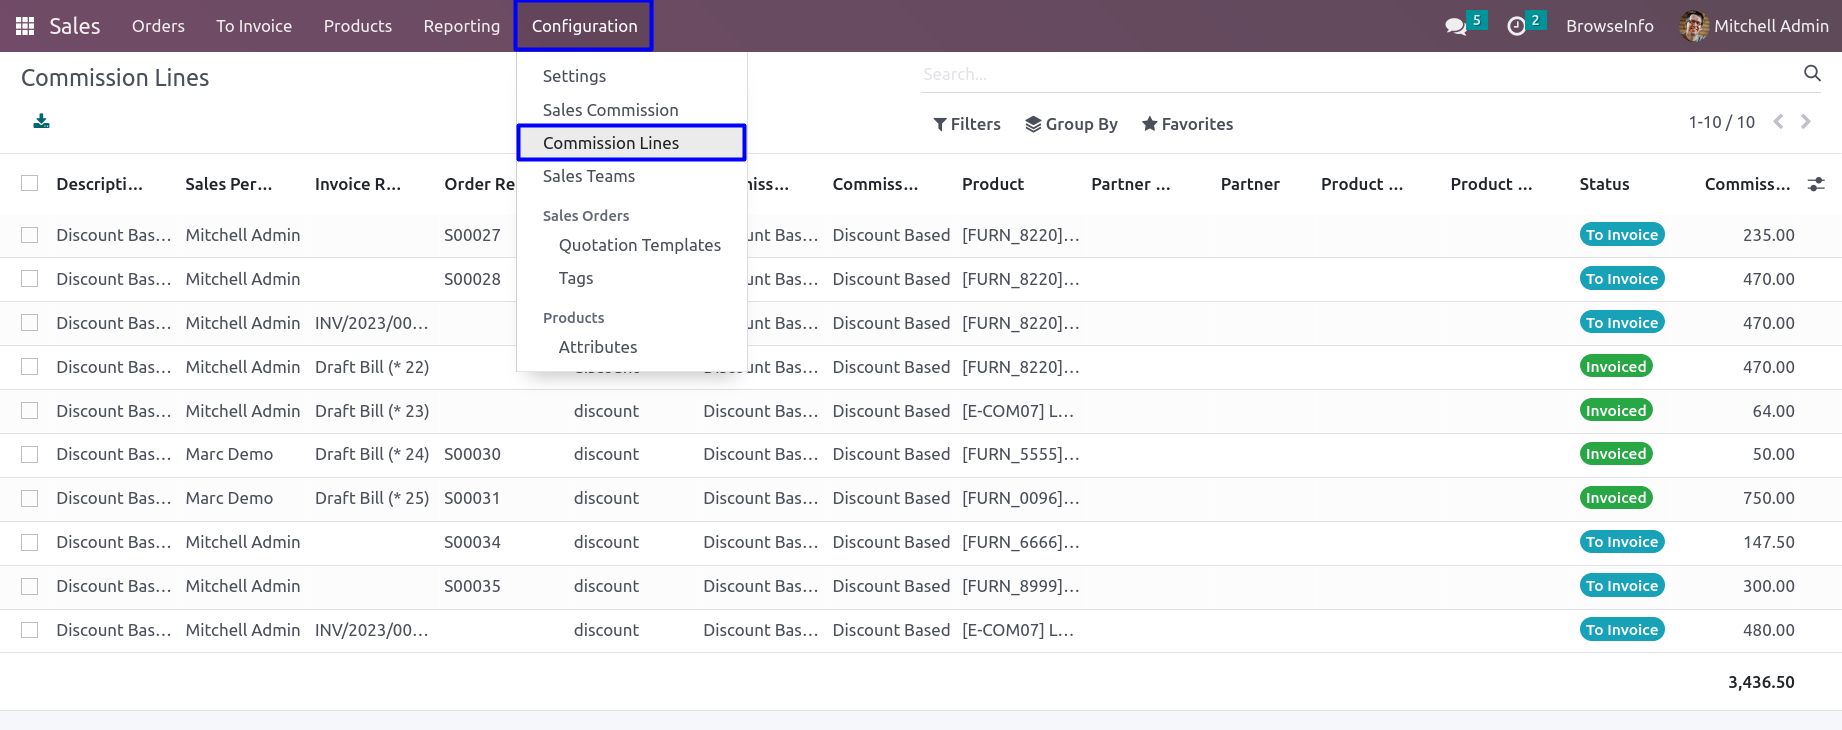 Sales Orders To Invoice Products Reporting Configuration 5 2 BrowseInfo Mitchell Admin
Commission Lines
Search...
Filters Group By Favorites 1-10 / 10
Settings
Sales Commission
Commission Lines
Sales Teams
Sales Orders
Quotation Templates
Tags
Products
Attributes
Descripti... Sales Per... Invoice R... Order Re Commiss... Product Partner ... Partner Product ... Product ... Status Commiss...
Discount Bas... Mitchell Admin S00027 Bas... Discount Based [FURN_8220]... To Invoice 235.00
Discount Bas... Mitchell Admin S00028 Bas... Discount Based [FURN_8220]... To Invoice 470.00
Discount Bas... Mitchell Admin INV/2023/00... Bas... Discount Based [FURN_8220]... To Invoice 470.00
Discount Bas... Mitchell Admin Draft Bill (* 22) Bas... Discount Based [FURN_8220]... Invoiced 470.00
Discount Bas... Mitchell Admin Draft Bill (* 23) discount Discount Bas... Discount Based [E-COM07] L... Invoiced 64.00
Discount Bas... Marc Demo Draft Bill (* 24) S00030 discount Discount Bas... Discount Based [FURN_5555]... Invoiced 50.00
Discount Bas... Marc Demo Draft Bill (* 25) S00031 discount Discount Bas... Discount Based [FURN_0096]... Invoiced 750.00
Discount Bas... Mitchell Admin S00034 discount Discount Bas... Discount Based [FURN_6666]... To Invoice 147.50
Discount Bas... Mitchell Admin S00035 discount Discount Bas... Discount Based [FURN_8999]... To Invoice 300.00
Discount Bas... Mitchell Admin INV/2023/00... discount Discount Bas... Discount Based [E-COM07] L... To Invoice 480.00
3,436.50